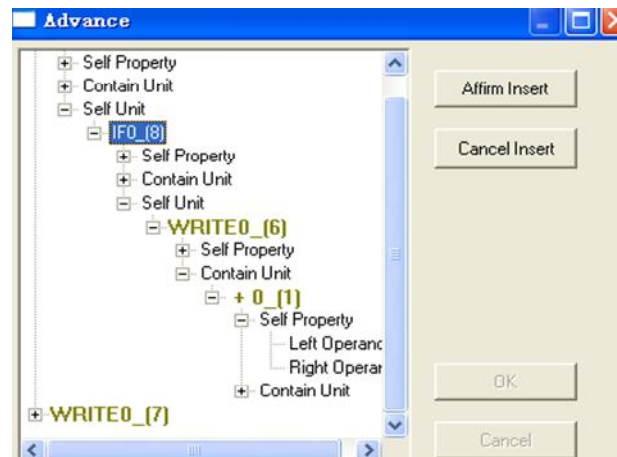 Advance
Self Property
Contain Unit
Self Unit
IF0_(8)
Self Property
Contain Unit
Self Unit
WRITE0_(6)
Self Property
Contain Unit
+ 0_(1)
Self Property
Left Operand
Right Operar
Contain Unit
WRITE0_(7)
Affirm Insert
Cancel Insert
OK
Cancel